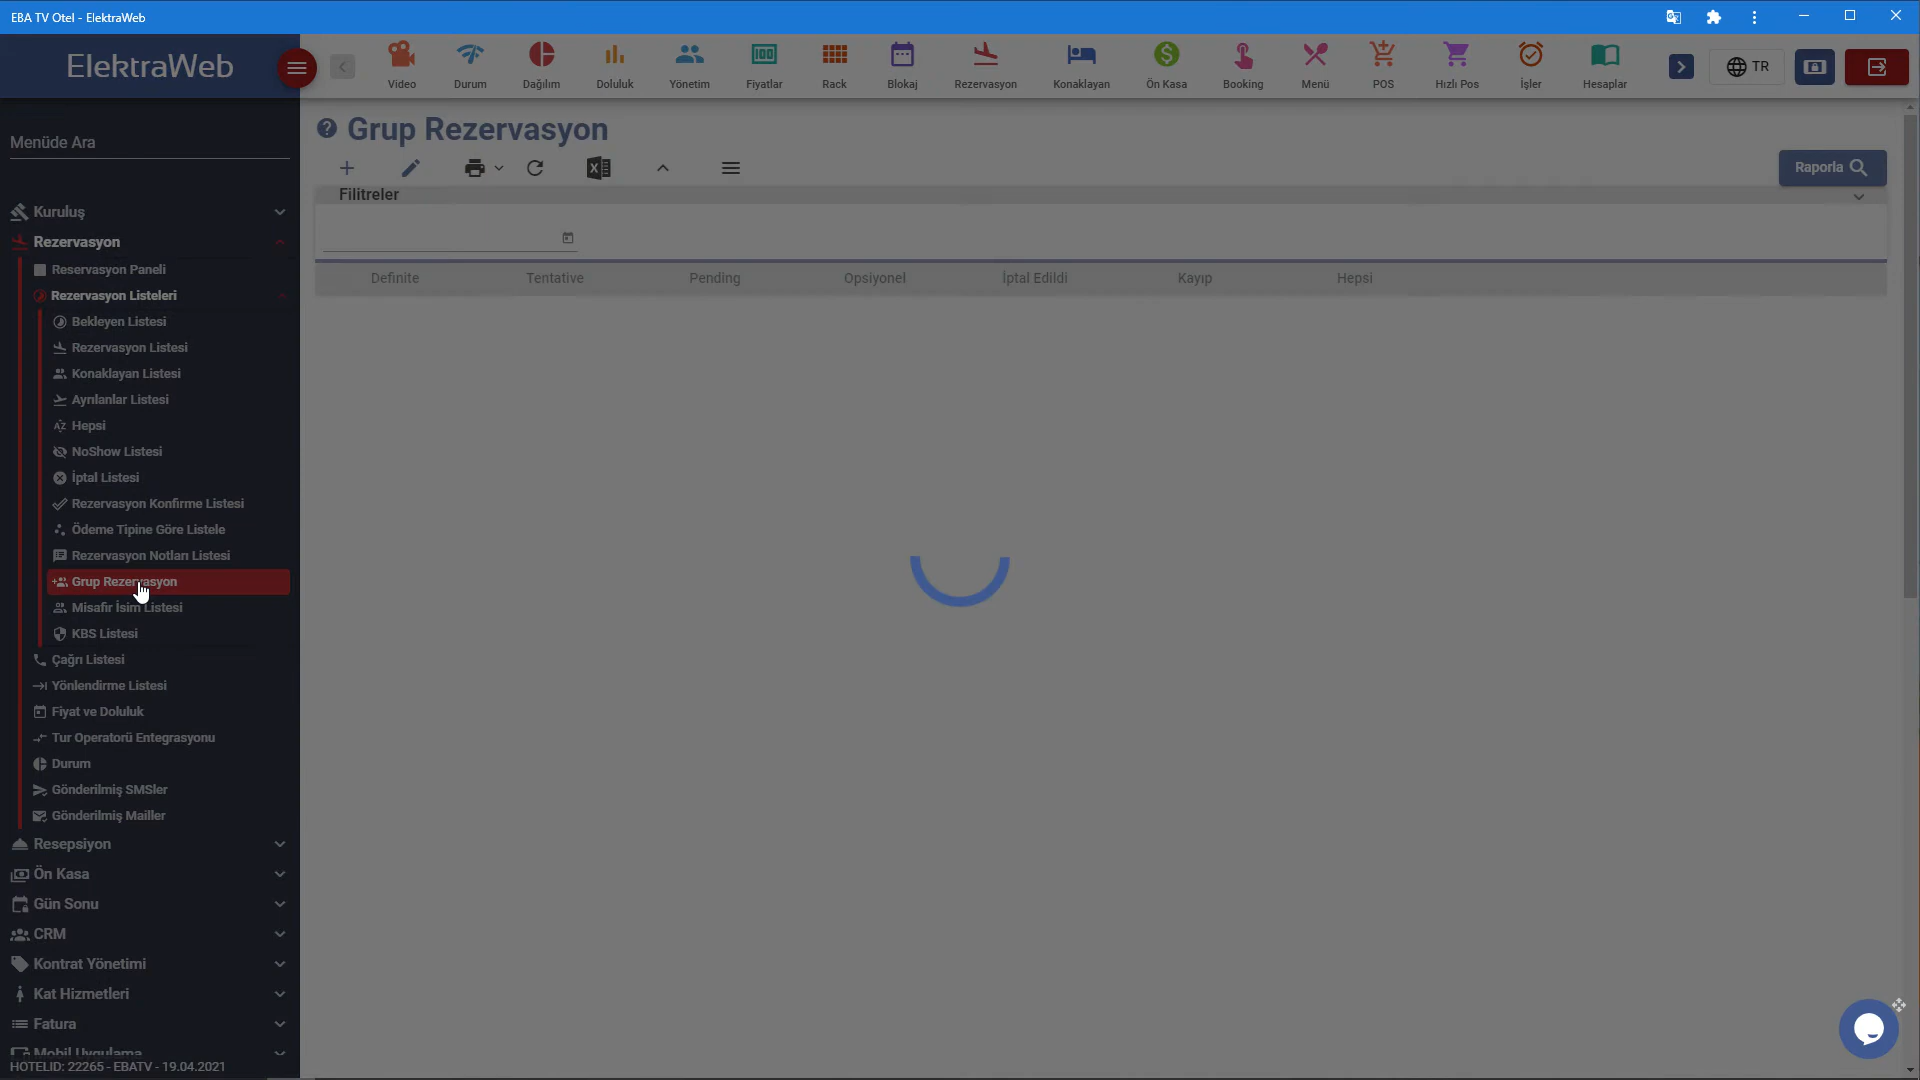 EBA TV Otel - ElektraWeb
ElektraWeb
Video
Durum
Dağılım
Doluluk
Yönetim
Fiyatlar
Rack
Blokaj
Rezervasyon
Konaklayan
Ön Kasa
Booking
Menü
POS
Hızlı Pos
İşler
Hesaplar
TR
Menüde Ara
Kuruluş
Rezervasyon
Reservasyon Paneli
Rezervasyon Listeleri
Bekleyen Listesi
Rezervasyon Listesi
Konaklayan Listesi
Ayrılanlar Listesi
Hepsi
NoShow Listesi
İptal Listesi
Rezervasyon Konfirme Listesi
Ödeme Tipine Göre Listele
Rezervasyon Notları Listesi
Grup Rezervasyon
Misafir İsim Listesi
KBS Listesi
Çağrı Listesi
Yönlendirme Listesi
Fiyat ve Doluluk
Tur Operatorü Entegrasyonu
Durum
Gönderilmiş SMSler
Gönderilmiş Mailler
Resepsiyon
Ön Kasa
Gün Sonu
CRM
Kontrat Yönetimi
Kat Hizmetleri
Fatura
Mobil Uygulama
HOTELID: 22265 - EBATV - 19.04.2021
Grup Rezervasyon
Raporla
Filitreler
Definite
Tentative
Pending
Opsiyonel
İptal Edildi
Kayıp
Hepsi